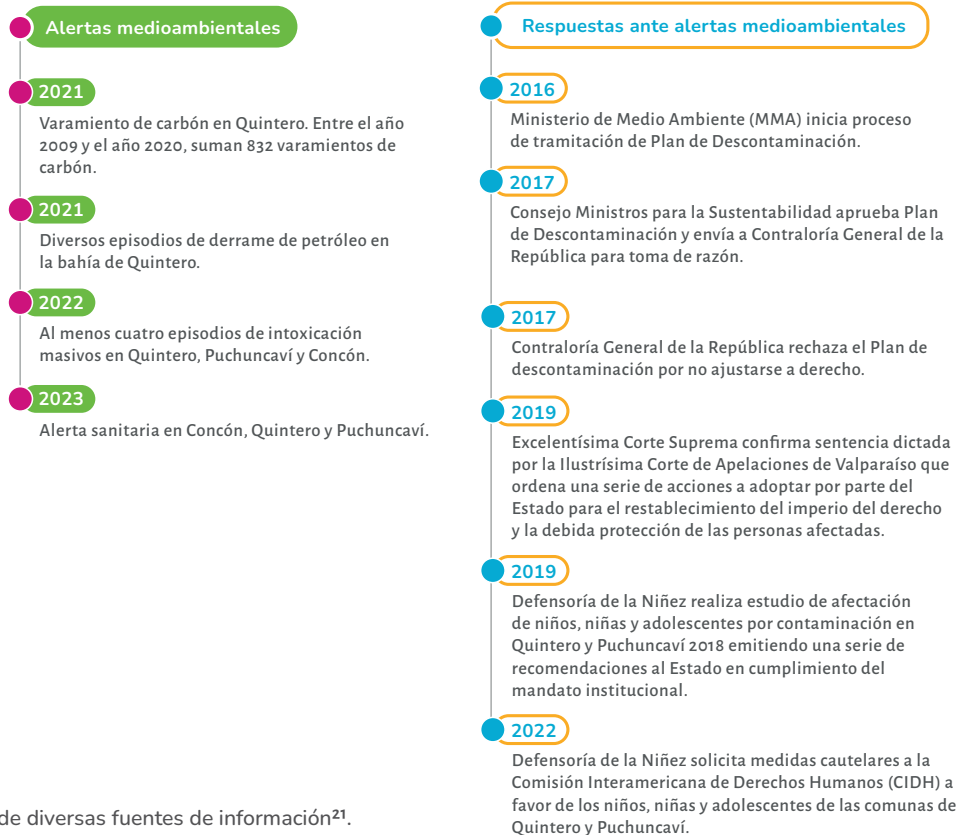 Alertas medioambientales
2021
Varamiento de carbón en Quintero. Entre el año
2009 y el año 2020, suman 832 varamientos de
carbón.
2021
Diversos episodios de derrame de petróleo en
la bahía de Quintero.
2022
Al menos cuatro episodios de intoxicación
masivos en Quintero, Puchuncaví y Concón.
2023
Alerta sanitaria en Concón, Quintero y Puchuncaví.
Respuestas ante alertas medioambientales
2016
Ministerio de Medio Ambiente (MMA) inicia proceso
de tramitación de Plan de Descontaminación.
2017
Consejo Ministros para la Sustentabilidad aprueba Plan
de Descontaminación y envía a Contraloría General de la
República para toma de razón.
2017
Contraloría General de la República rechaza el Plan de
descontaminación por no ajustarse a derecho.
2019
Excelentísima Corte Suprema confirma sentencia dictada
por la Ilustrísima Corte de Apelaciones de Valparaíso que
ordena una serie de acciones a adoptar por parte del
Estado para el restablecimiento del imperio del derecho
y la debida protección de las personas afectadas.
2019
Defensoría de la Niñez realiza estudio de afectación
de niños, niñas y adolescentes por contaminación en
Quintero y Puchuncaví 2018 emitiendo una serie de
recomendaciones al Estado en cumplimiento del
mandato institucional.
2022
Defensoría de la Niñez solicita medidas cautelares a la
Comisión Interamericana de Derechos Humanos (CIDH) a
favor de los niños, niñas y adolescentes de las comunas de
Quintero y Puchuncaví.
de diversas fuentes de información²¹.